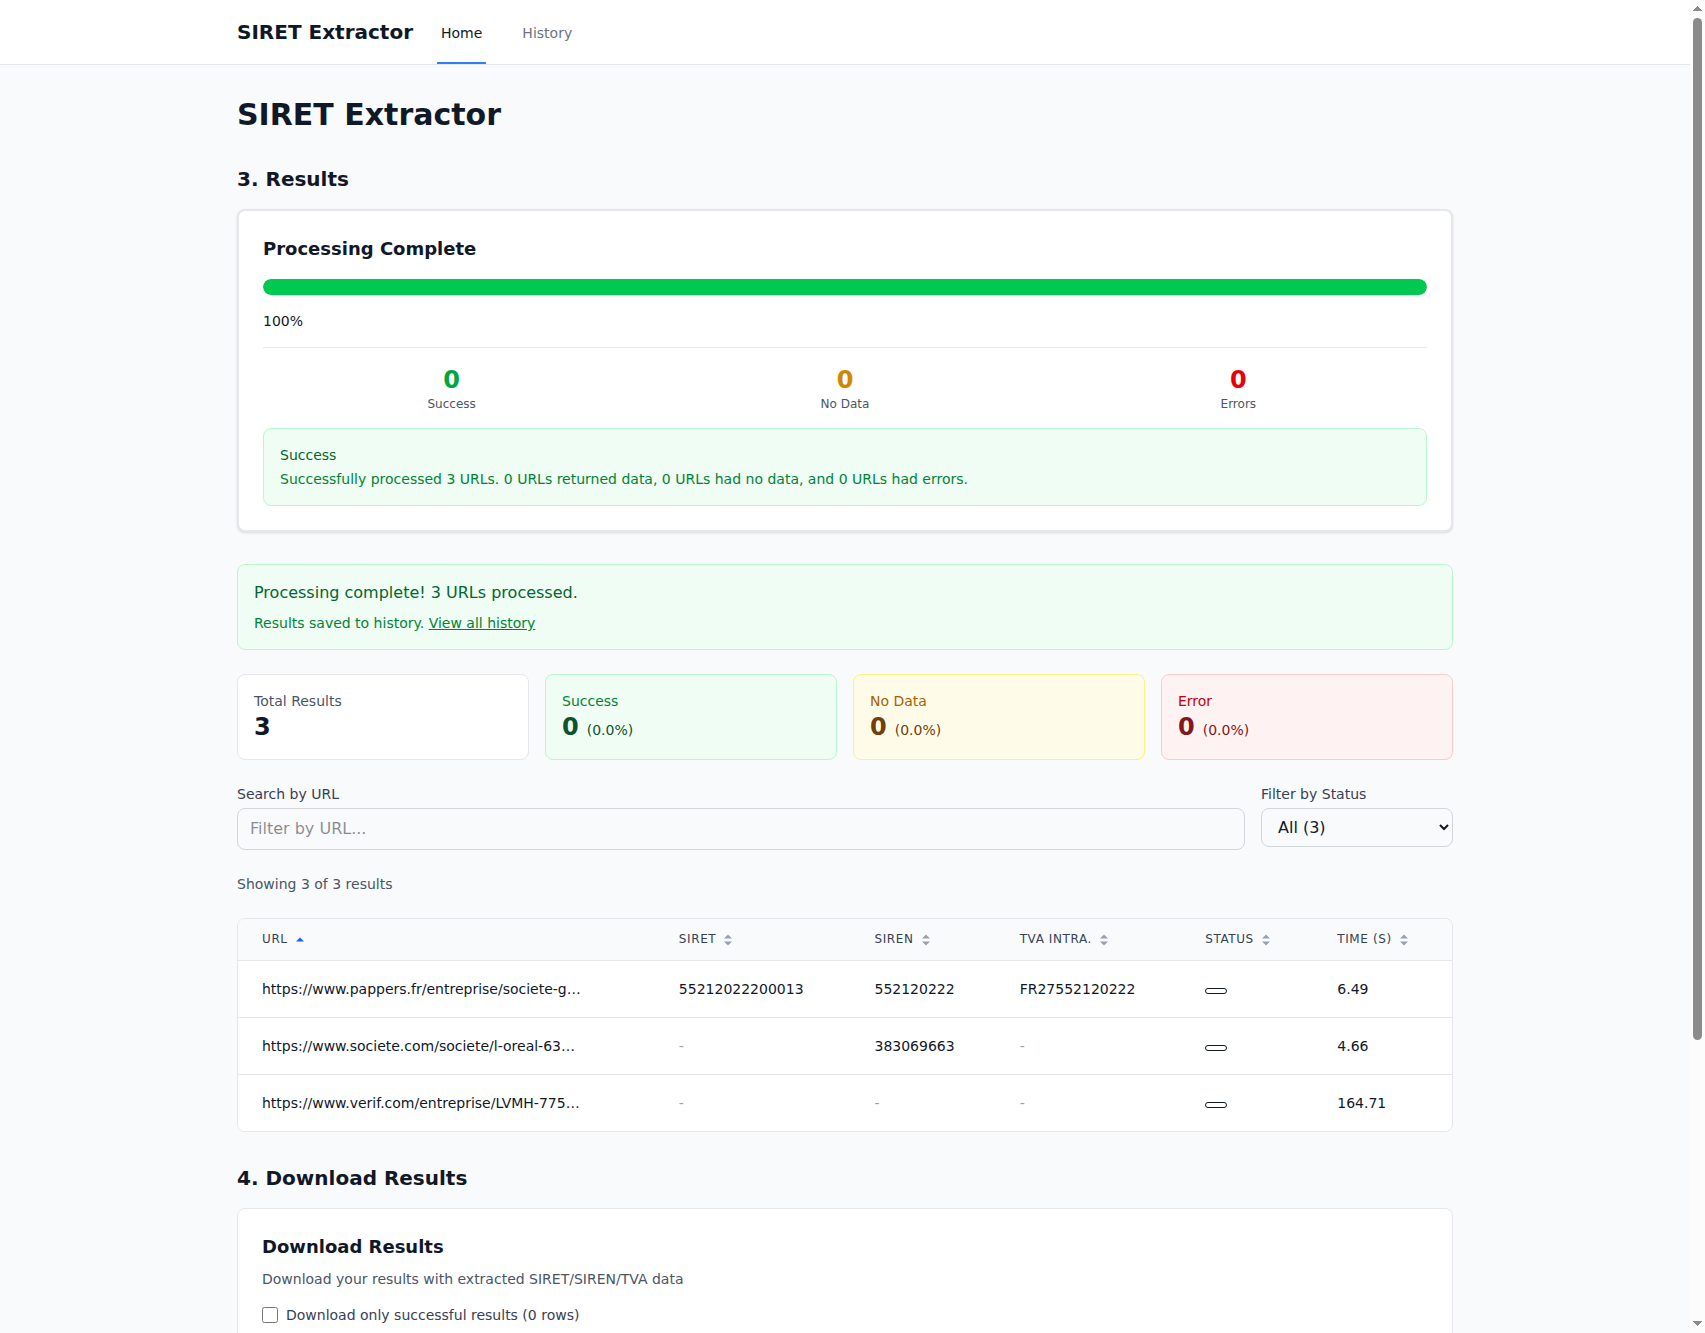 SIRET Extractor Home History
SIRET Extractor
3. Results
Processing Complete
100%
0 0 0
Success No Data Errors
Success
Successfully processed 3 URLs. 0 URLs returned data, 0 URLs had no data, and 0 URLs had errors.
Processing complete! 3 URLs processed.
Results saved to history. View all history
Total Results
3
Success
0 (0.0%)
No Data
0 (0.0%)
Error
0 (0.0%)
Search by URL Filter by Status
Filter by URL... All (3)
Showing 3 of 3 results
URL SIRET SIREN TVA INTRA. STATUS TIME (S)
https://www.pappers.fr/entreprise/societe-g... 55212022200013 552120222 FR27552120222 6.49
https://www.societe.com/societe/l-oreal-63... - 383069663 - 4.66
https://www.verif.com/entreprise/LVMH-775... - - - 164.71
4. Download Results
Download Results
Download your results with extracted SIRET/SIREN/TVA data
Download only successful results (0 rows)